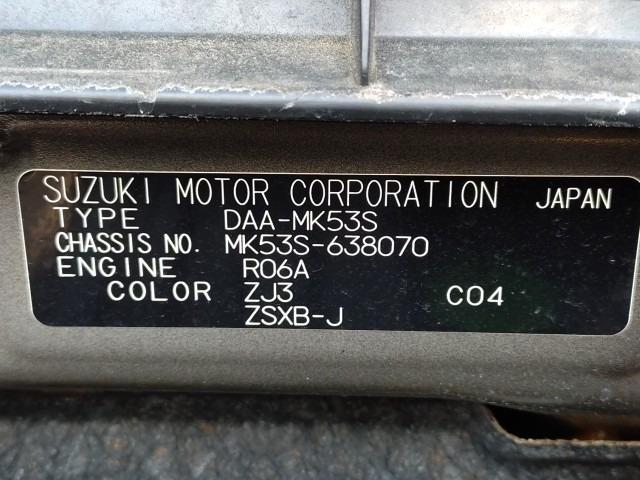 SUZUKI MOTOR CORPORATION JAPAN
TYPE DAA-MK53S
CHASSIS NO. MK53S-638070
ENGINE R06A
COLOR ZJ3 C04
ZSXB-J